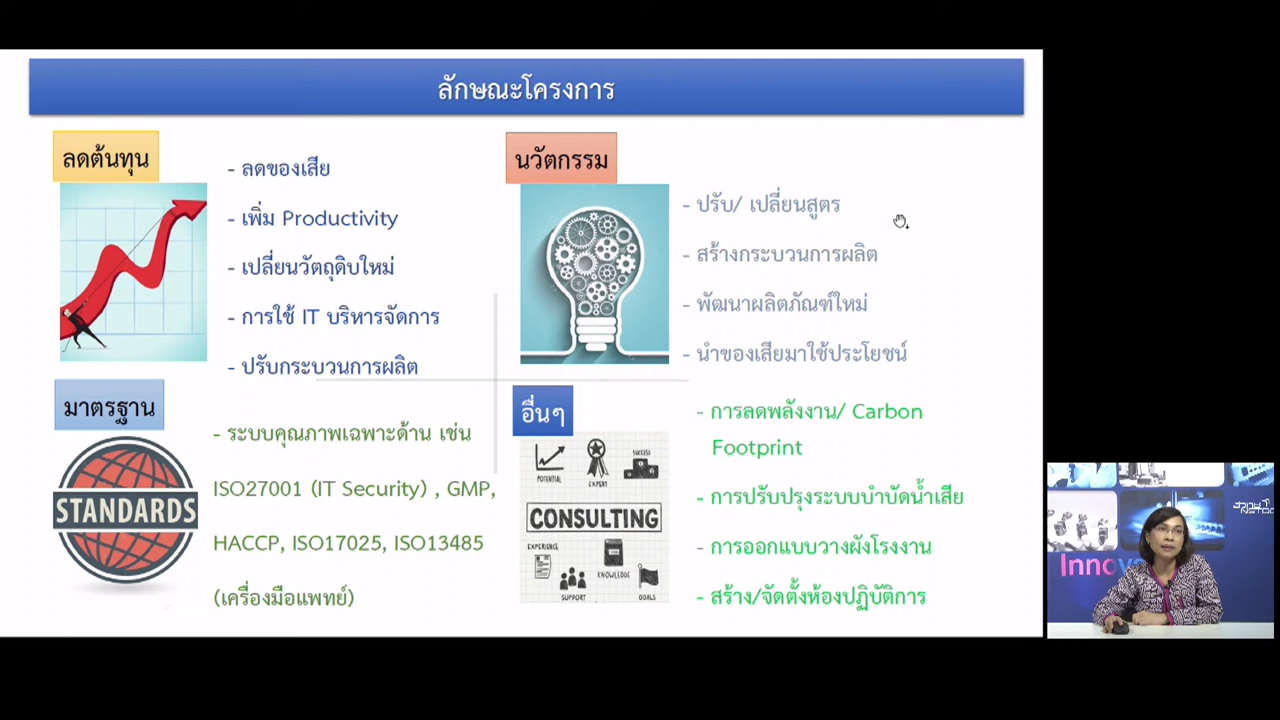 ลักษณะโครงการ
ลดต้นทุน
- ลดของเสีย
- เพิ่ม Productivity
- เปลี่ยนวัตถุดิบใหม่
- การใช้ IT บริหารจัดการ
- ปรับกระบวนการผลิต
นวัตกรรม
- ปรับ/ เปลี่ยนสูตร
- สร้างกระบวนการผลิต
- พัฒนาผลิตภัณฑ์ใหม่
- นำของเสียมาใช้ประโยชน์
มาตรฐาน
STANDARDS
- ระบบคุณภาพเฉพาะด้าน เช่น
ISO27001 (IT Security) , GMP,
HACCP, ISO17025, ISO13485
(เครื่องมือแพทย์)
อื่นๆ
POTENTIAL
EXPERT
SUCCESS
CONSULTING
EXPERIENCE
KNOWLEDGE
SUPPORT
GOALS
- การลดพลังงาน/ Carbon
Footprint
- การปรับปรุงระบบบำบัดน้ำเสีย
- การออกแบบวางผังโรงงาน
- สร้าง/จัดตั้งห้องปฏิบัติการ